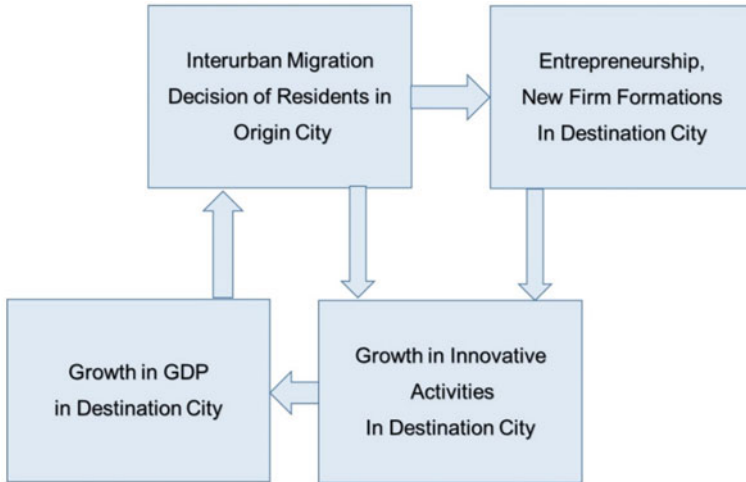 Interurban Migration
Decision of Residents in
Origin City
Entrepreneurship,
New Firm Formations
In Destination City
Growth in GDP
in Destination City
Growth in Innovative
Activities
In Destination City